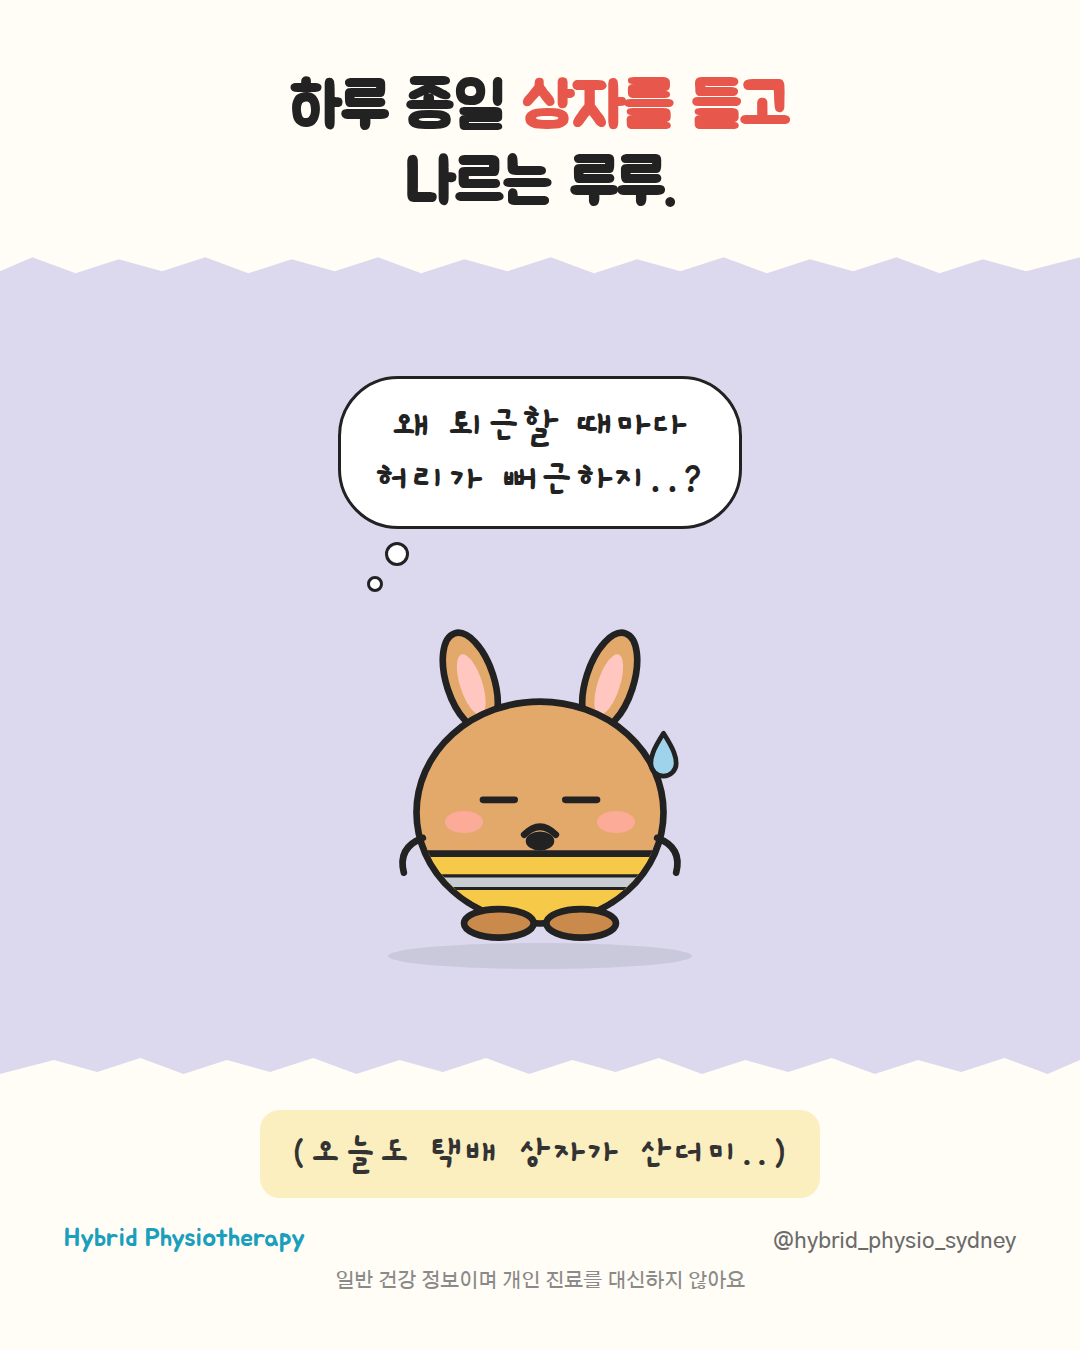 하루 종일 상자를 들고
나르는 루루.
왜 퇴근할 때마다
허리가 뻐근하지..?
(오늘도 택배 상자가 산더미..)
Hybrid Physiotherapy
@hybrid_physio_sydney
일반 건강 정보이며 개인 진료를 대신하지 않아요